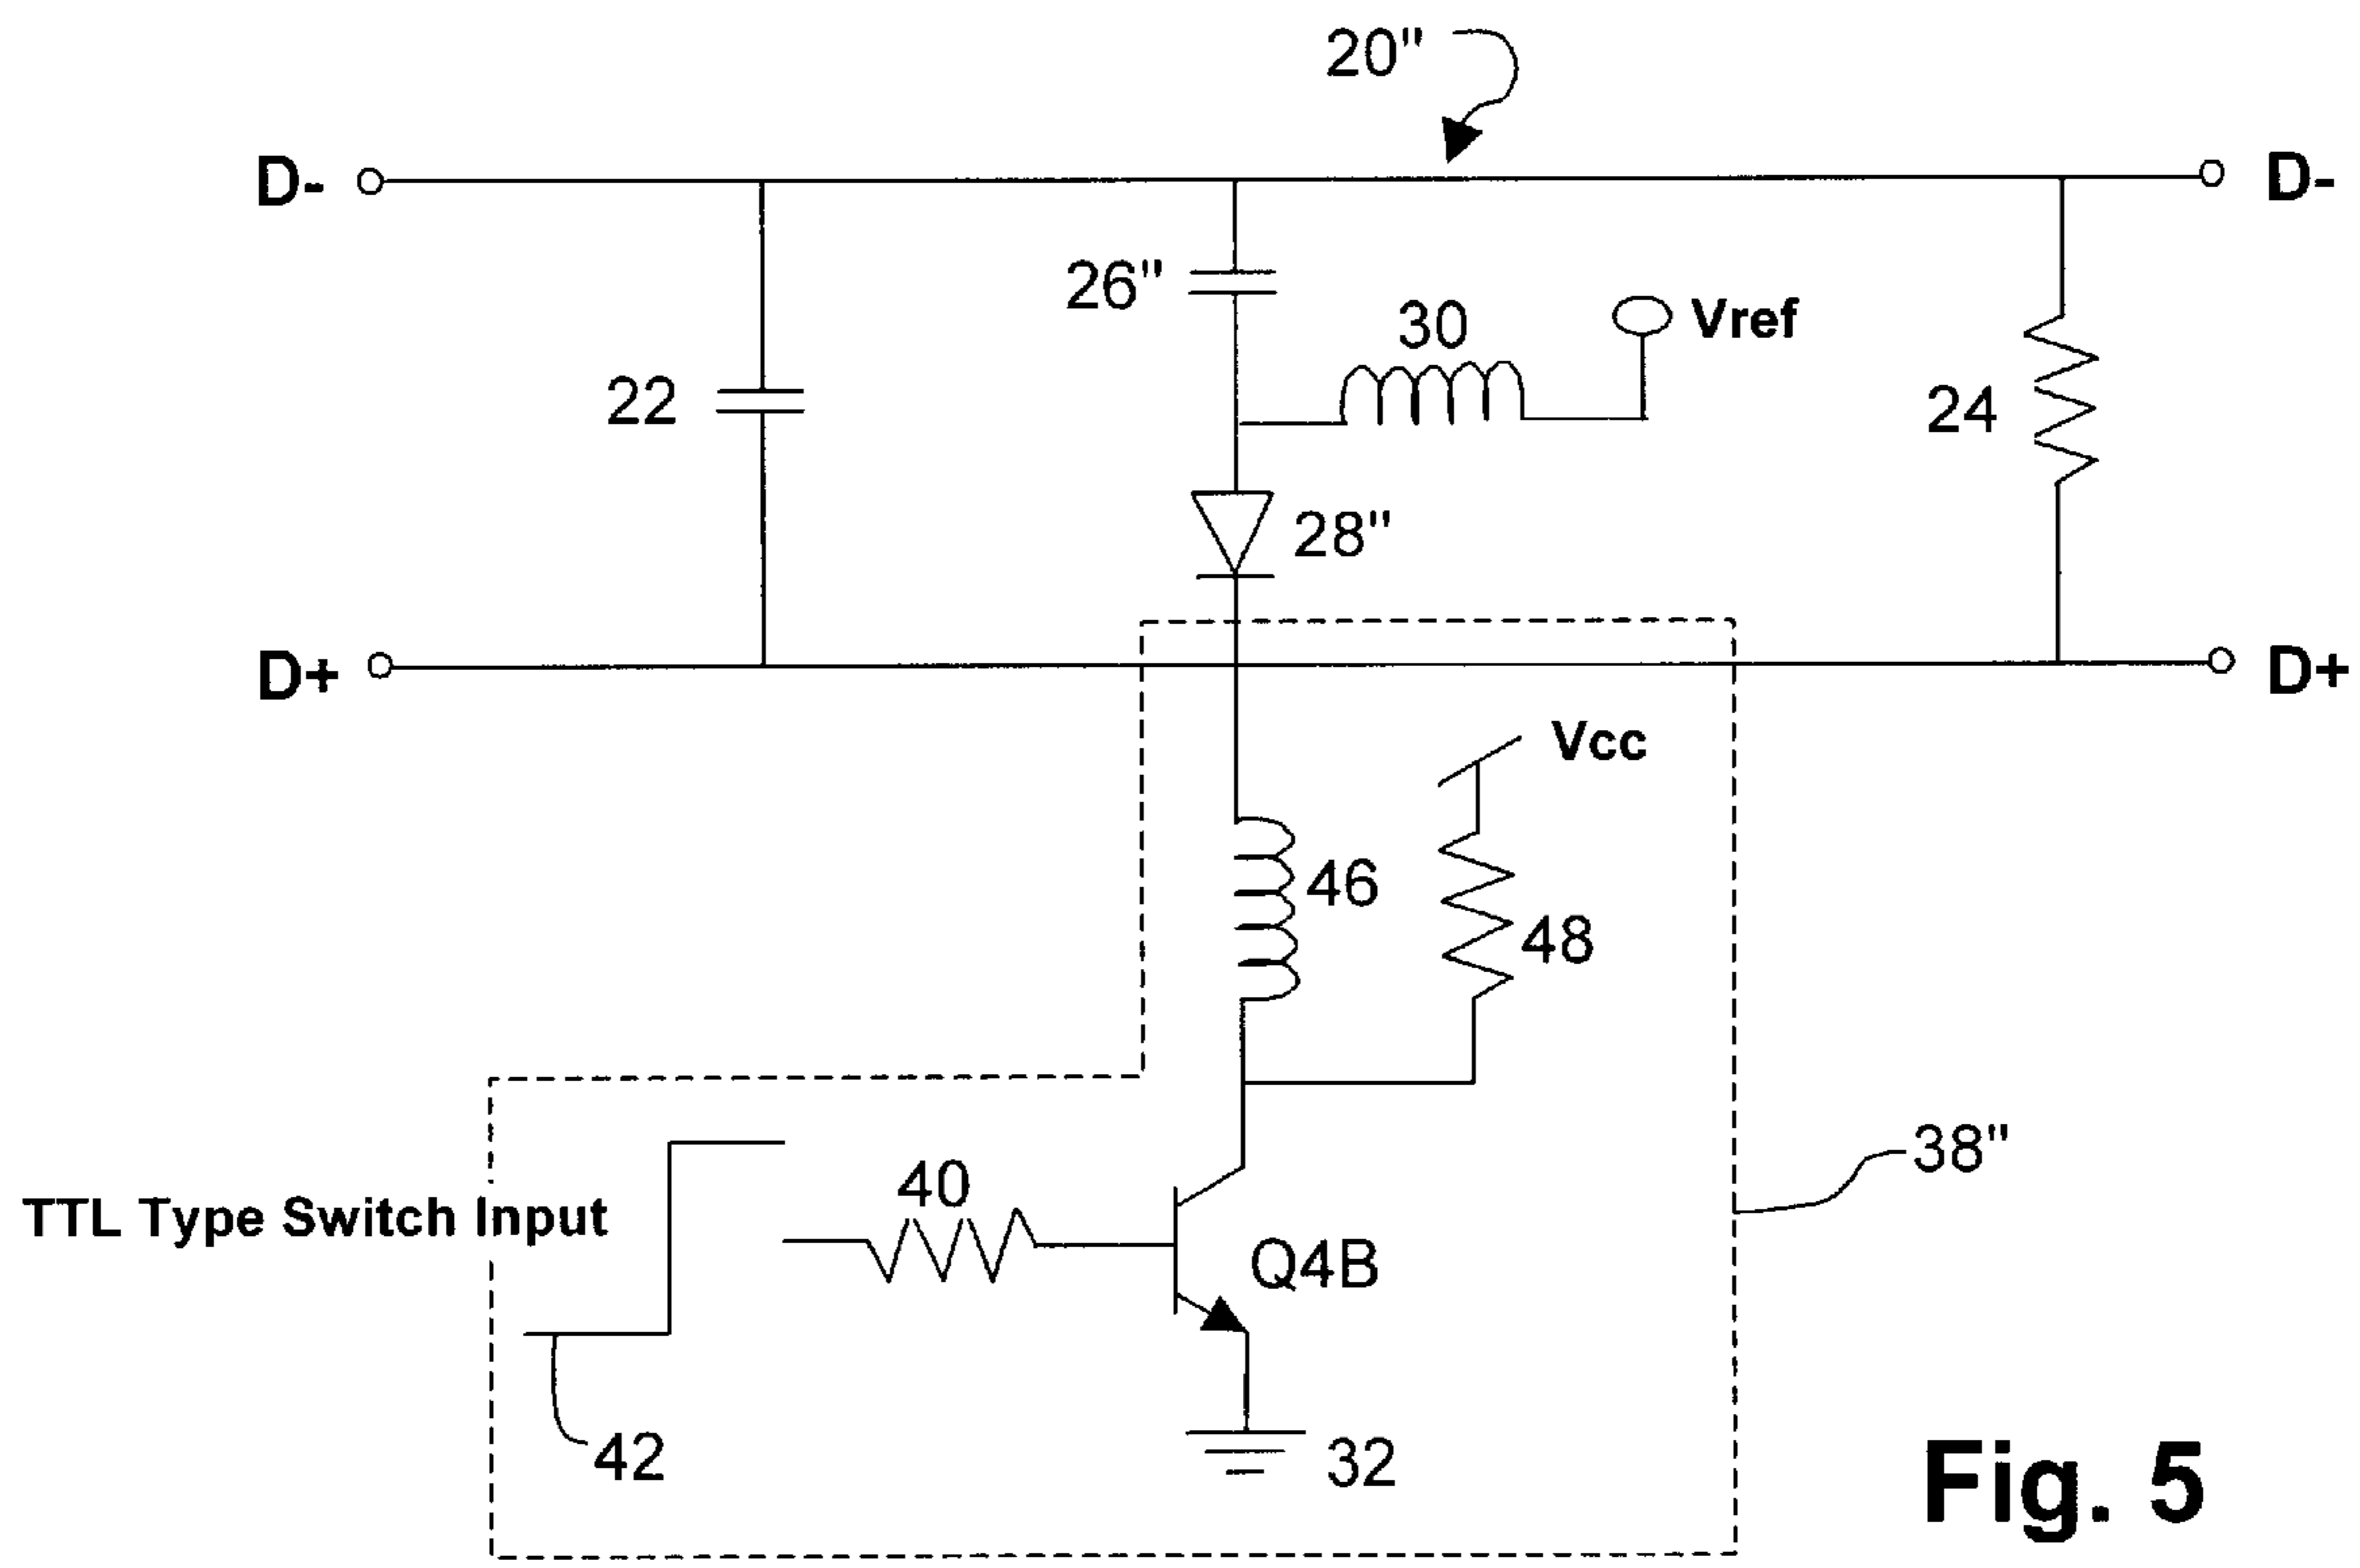 20"
D-
D-
26"
30
Vref
22
24
28"
D+
D+
Vcc
46
48
38"
40
TTL Type Switch Input
Q4B
42
32
Fig. 5